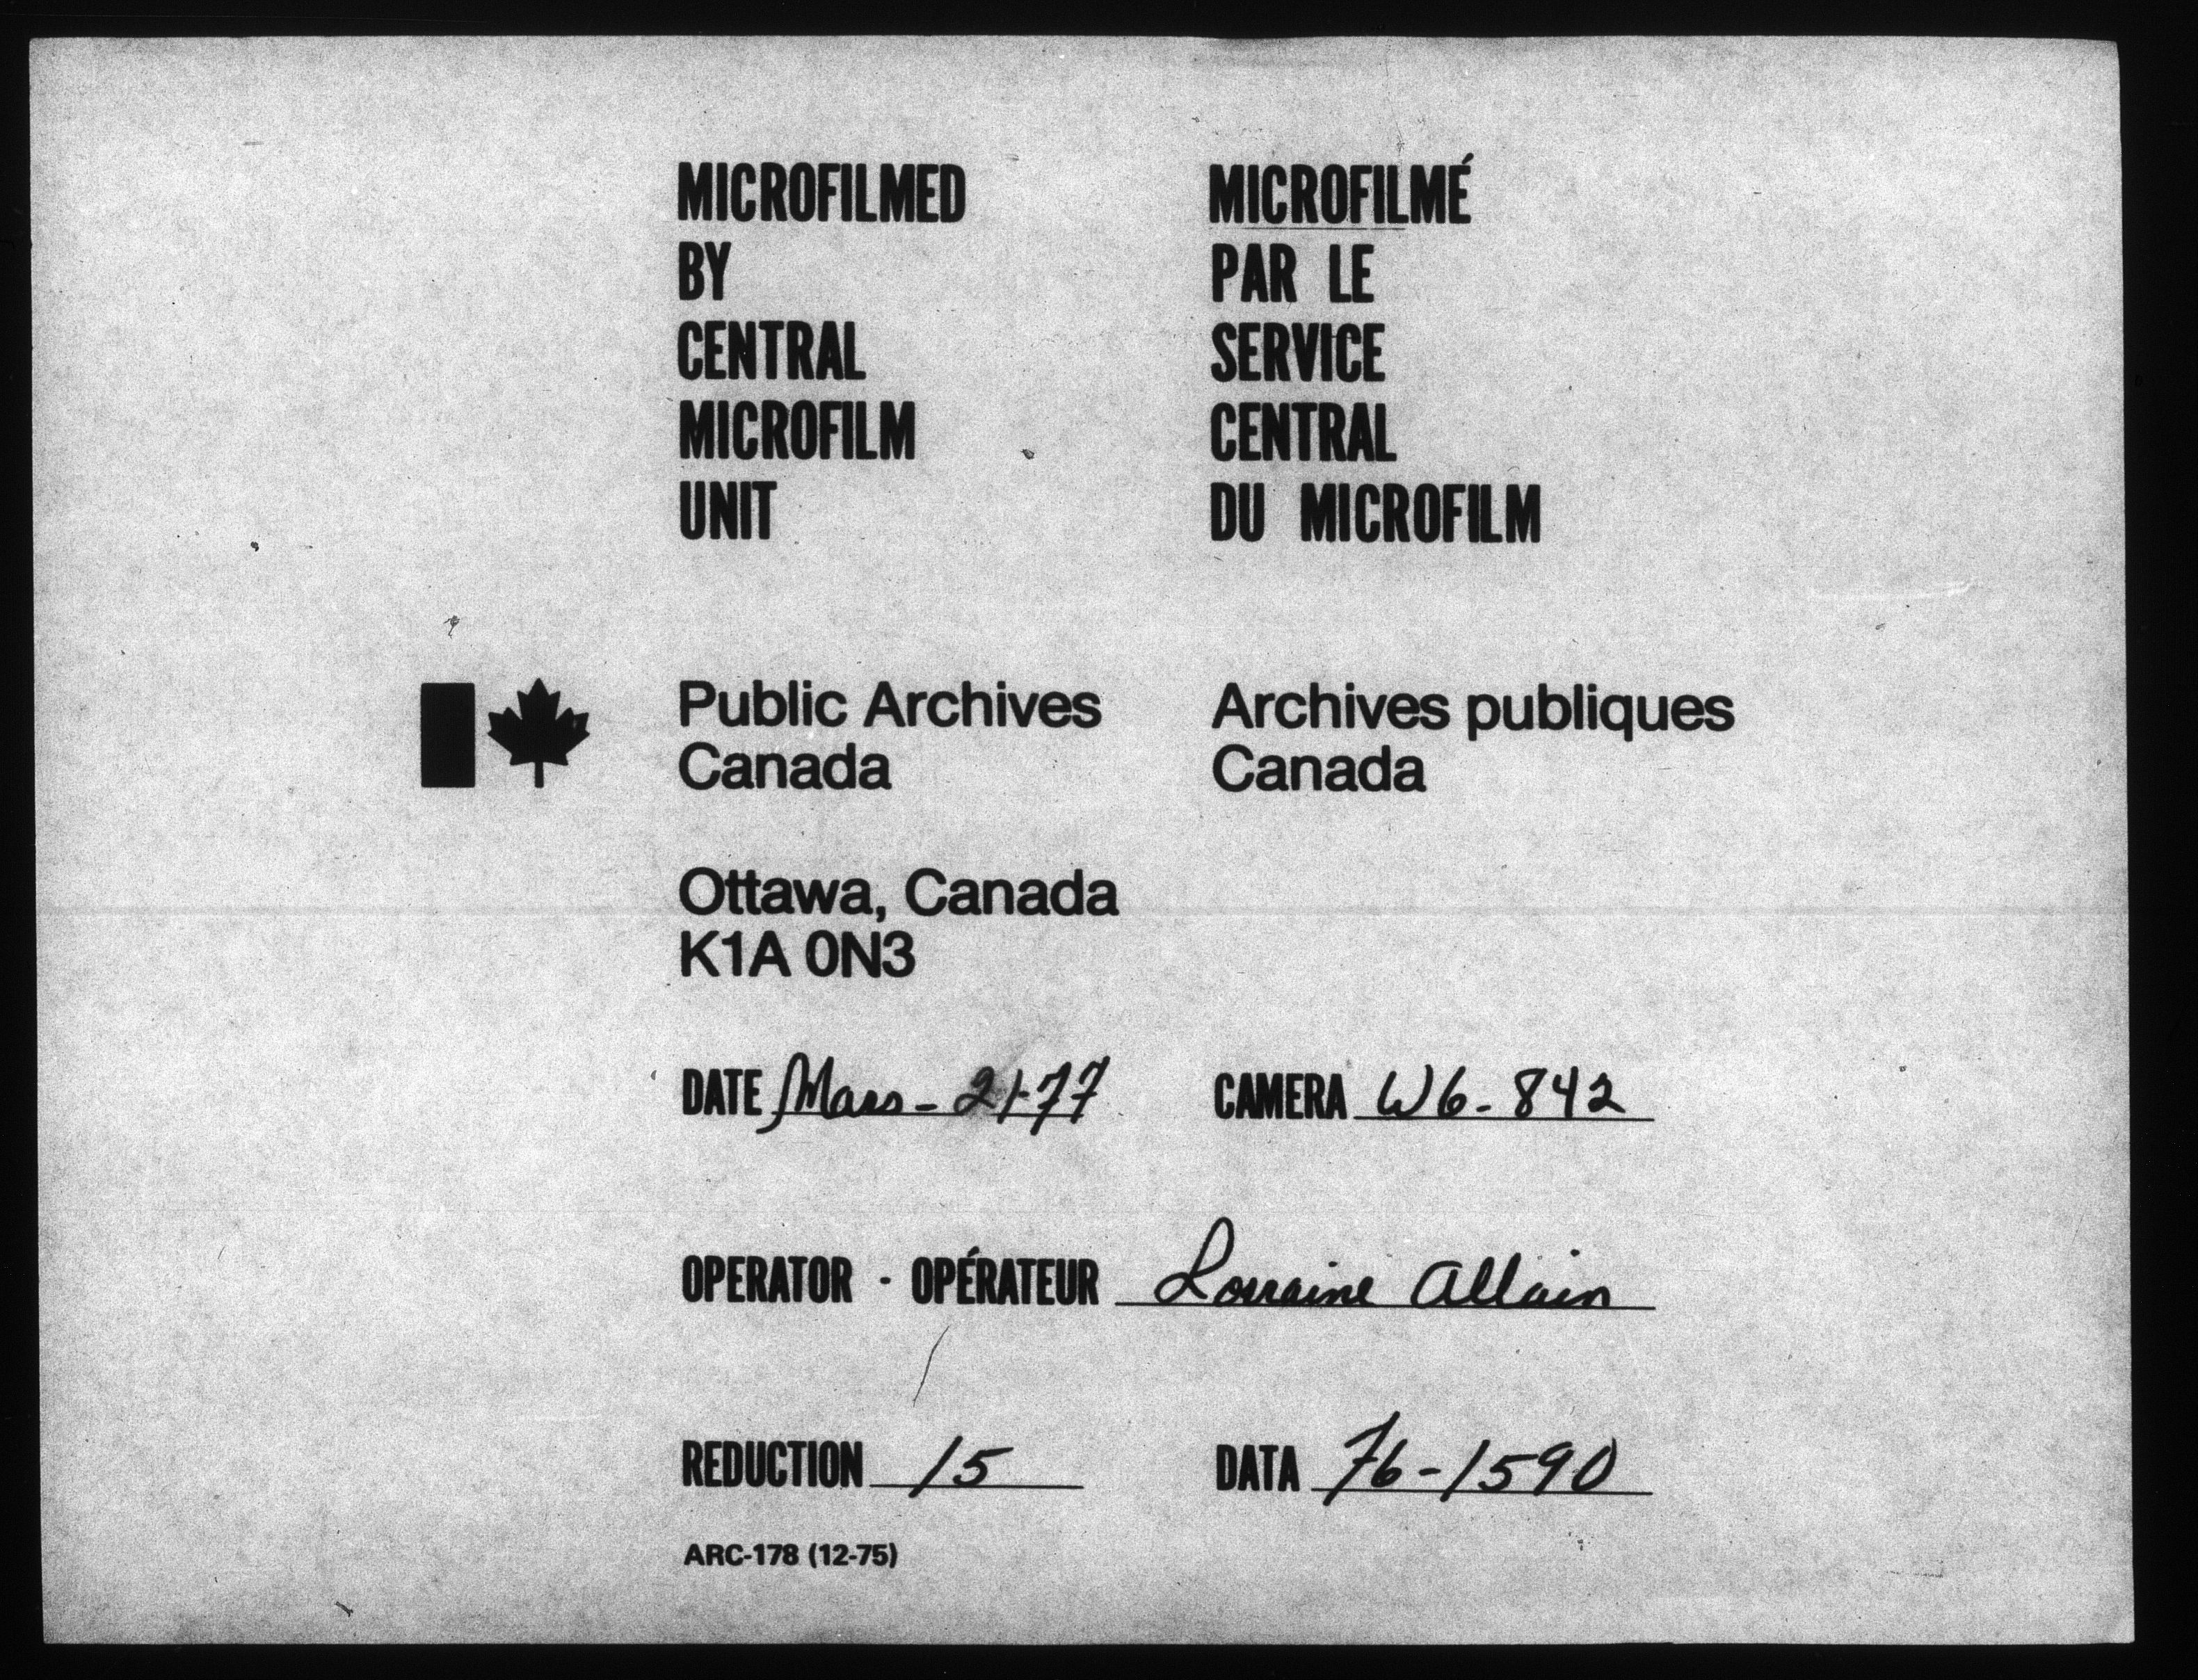 MICROFILMED
BY
CENTRAL
MICROFILM
UNIT
MICROFILMÉ
PAR LE
SERVICE
CENTRAL
DU MICROFILM
Public Archives
Canada
Archives publiques
Canada
Ottawa, Canada
K1A 0N3
DATE Mars - 21-77
CAMERA W6-842
OPERATOR - OPÉRATEUR Lorraine Allain
REDUCTION 15
DATA 76-1590
ARC-178 (12-75)